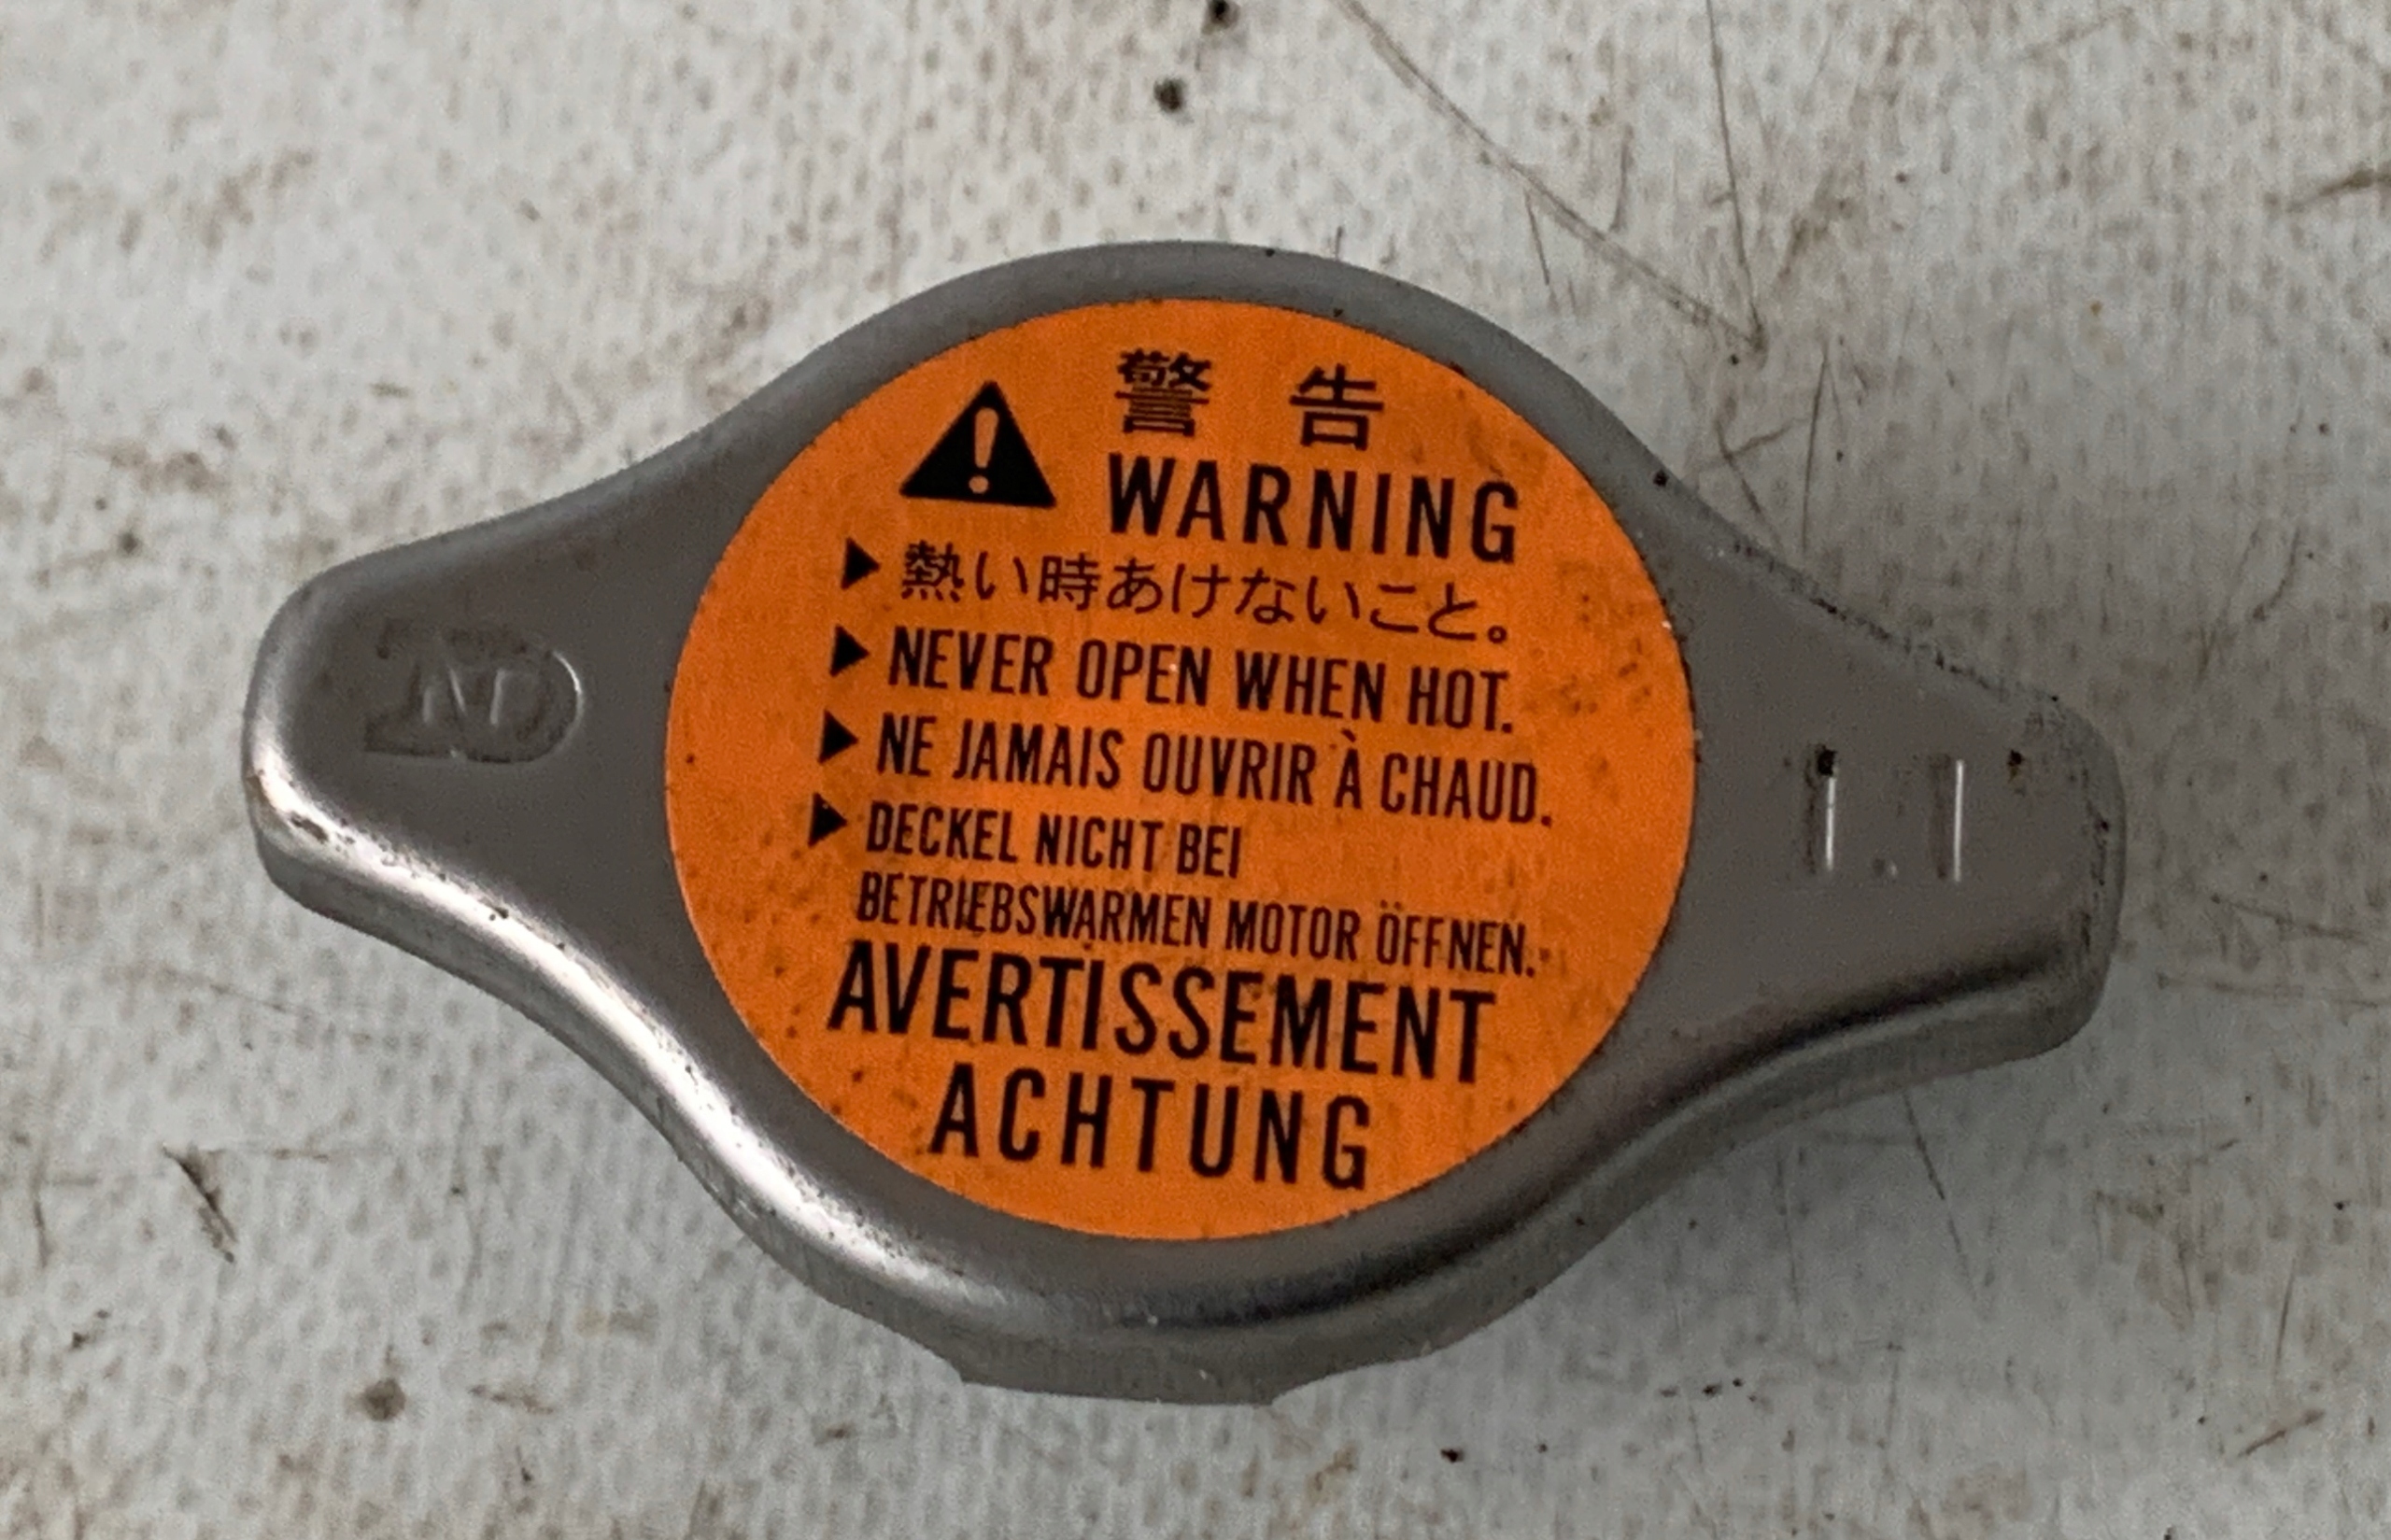 警告
WARNING
▶熱い時あけないこと。
▶NEVER OPEN WHEN HOT.
▶NE JAMAIS OUVRIR À CHAUD.
▶DECKEL NICHT BEI
BETRIEBSWARMEN MOTOR ÖFFNEN.
AVERTISSEMENT
ACHTUNG
ND
1.1